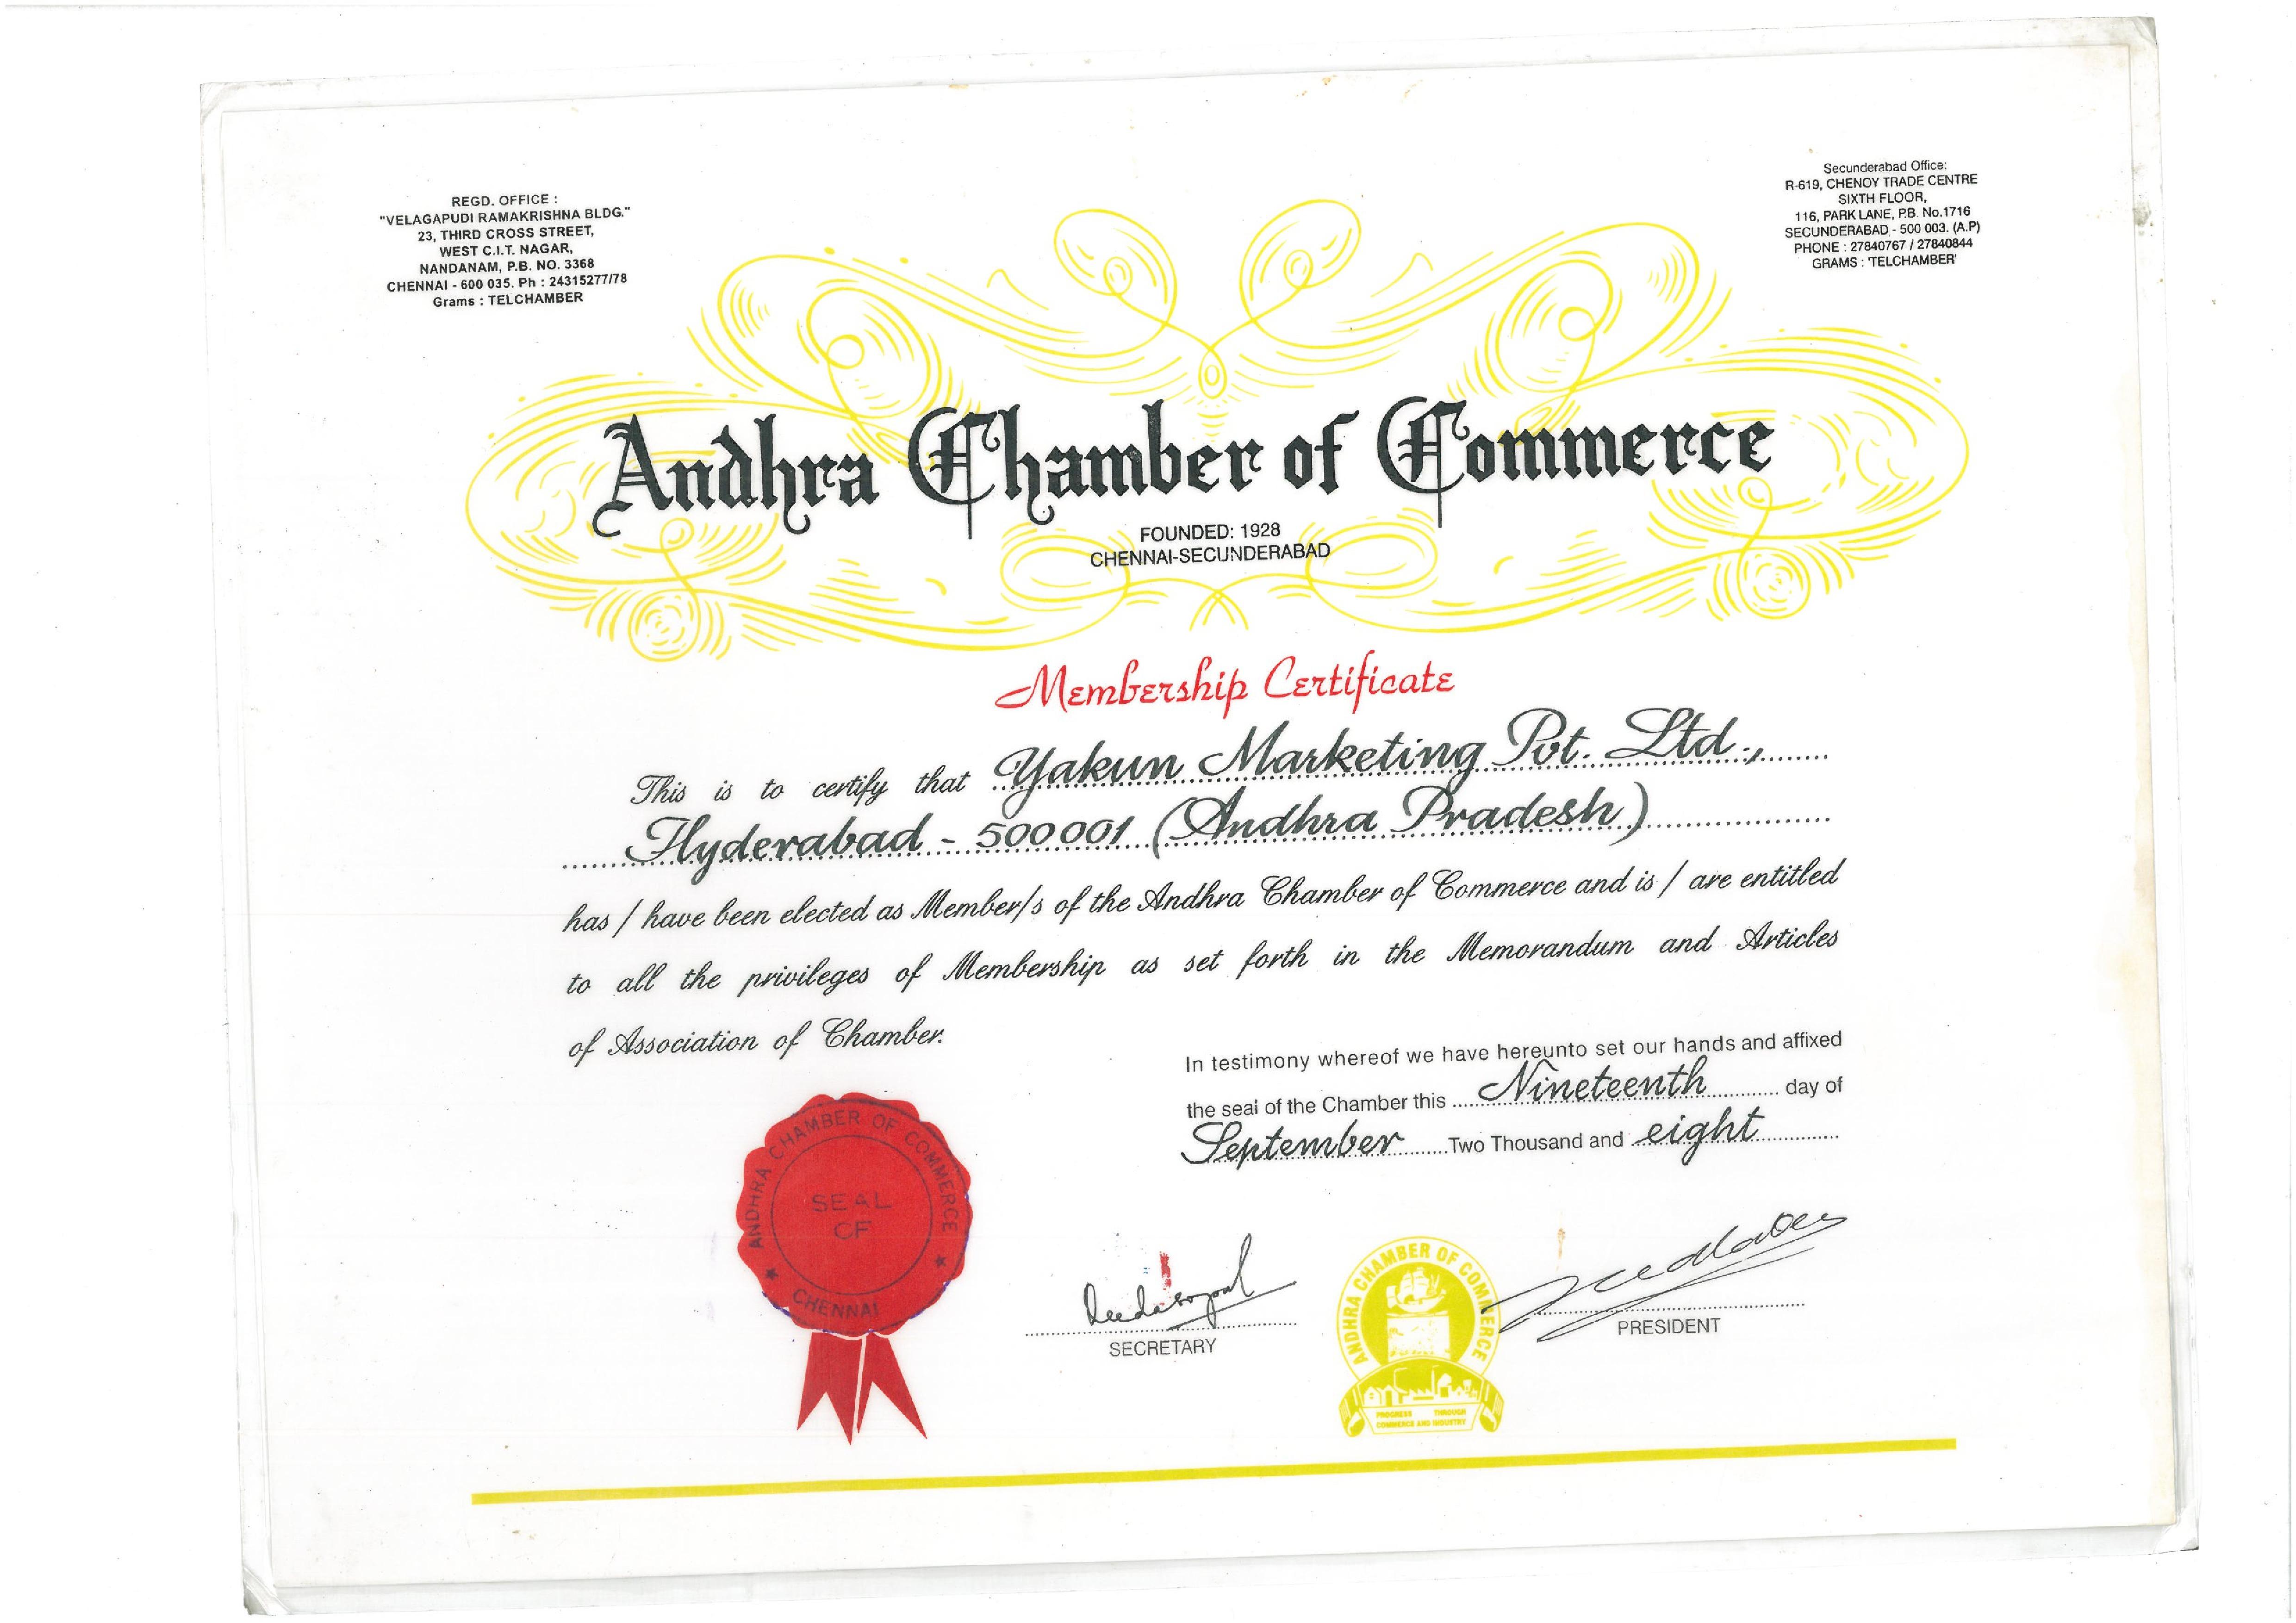 REGD. OFFICE :
"VELAGAPUDI RAMAKRISHNA BLDG."
23, THIRD CROSS STREET,
WEST C.I.T. NAGAR,
NANDANAM, P.B. NO. 3368
CHENNAI - 600 035. Ph : 24315277/78
Grams : TELCHAMBER
Secunderabad Office:
R-619, CHENOY TRADE CENTRE
SIXTH FLOOR,
116, PARK LANE, P.B. No.1716
SECUNDERABAD - 500 003. (A.P)
PHONE : 27840767 / 27840844
GRAMS : 'TELCHAMBER'
Andhra Chamber of Commerce
FOUNDED: 1928
CHENNAI-SECUNDERABAD
Membership Certificate
This is to certify that Yakun Marketing Pvt. Ltd.,
Hyderabad - 500001 (Andhra Pradesh)
has / have been elected as Member/s of the Andhra Chamber of Commerce and is / are entitled
to all the privileges of Membership as set forth in the Memorandum and Articles
of Association of Chamber.
In testimony whereof we have hereunto set our hands and affixed
the seal of the Chamber this Nineteenth day of
September Two Thousand and eight
ANDHRA CHAMBER OF COMMERCE
SEAL
OF
★ CHENNAI ★
SECRETARY
ANDHRA CHAMBER OF COMMERCE
PROGRESS THROUGH
COMMERCE AND INDUSTRY
PRESIDENT